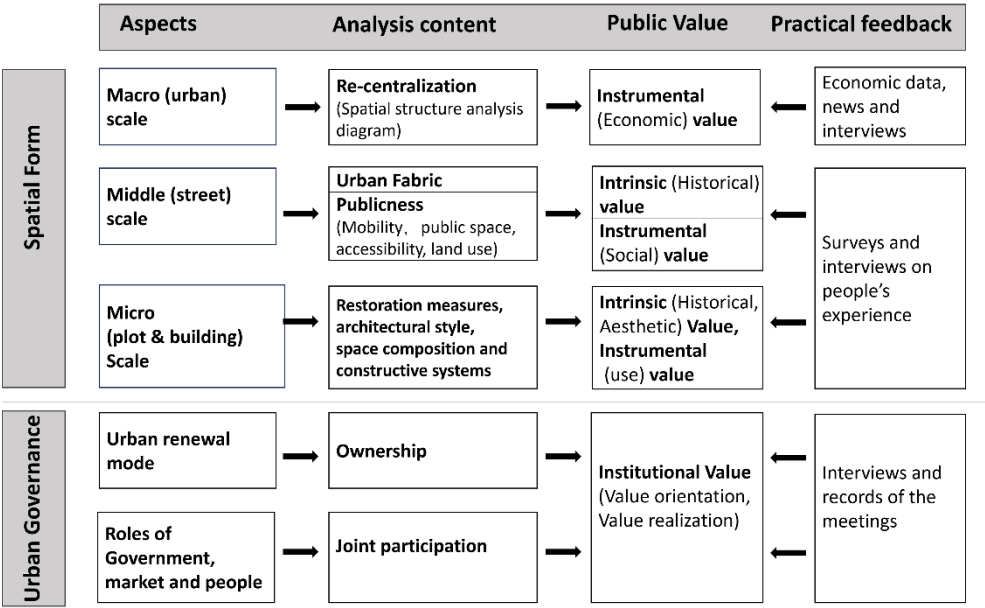 Aspects
Analysis content
Public Value
Practical feedback
Spatial Form
Macro (urban)
scale
Re-centralization
(Spatial structure analysis
diagram)
Instrumental
(Economic) value
Economic data,
news and
interviews
Middle (street)
scale
Urban Fabric
Publicness
(Mobility, public space,
accessibility, land use)
Intrinsic (Historical)
value
Instrumental
(Social) value
Surveys and
interviews on
people’s
experience
Micro
(plot & building)
Scale
Restoration measures,
architectural style,
space composition and
constructive systems
Intrinsic (Historical,
Aesthetic) Value,
Instrumental
(use) value
Urban Governance
Urban renewal
mode
Ownership
Institutional Value
(Value orientation,
Value realization)
Interviews and
records of the
meetings
Roles of
Government,
market and people
Joint participation